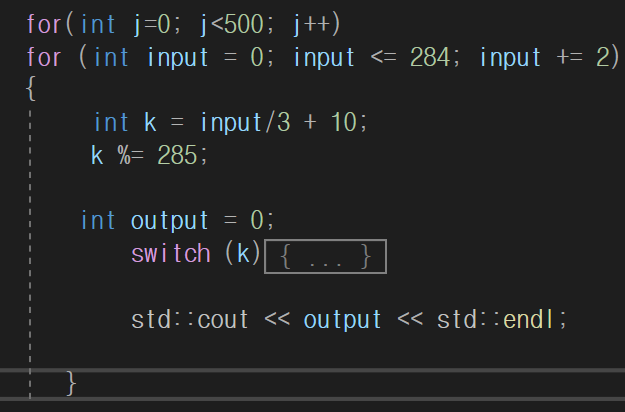 for(int j=0; j<500; j++)
for (int input = 0; input <= 284; input += 2)
{
int k = input/3 + 10;
k %= 285;
int output = 0;
switch (k){ ... }
std::cout << output << std::endl;
}